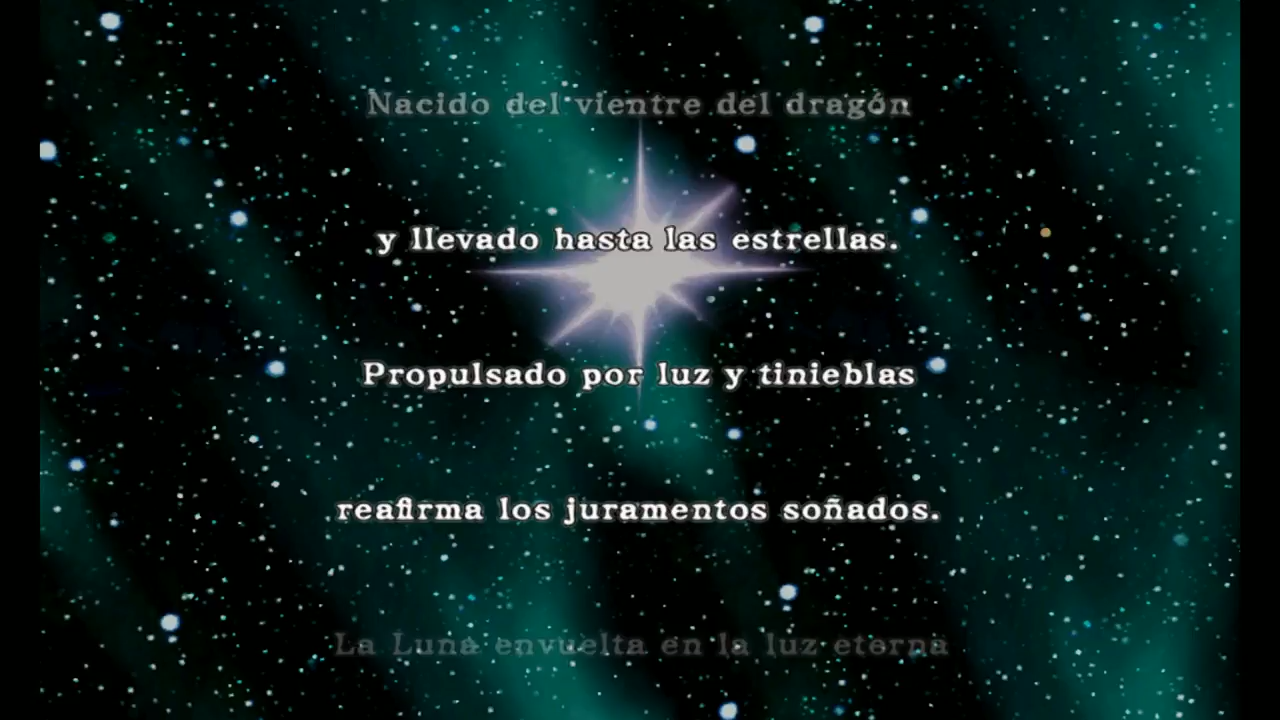 Nacido del vientre del dragón
y llevado hasta las estrellas.
Propulsado por luz y tinieblas
reafirma los juramentos soñados.
La Luna envuelta en la luz eterna